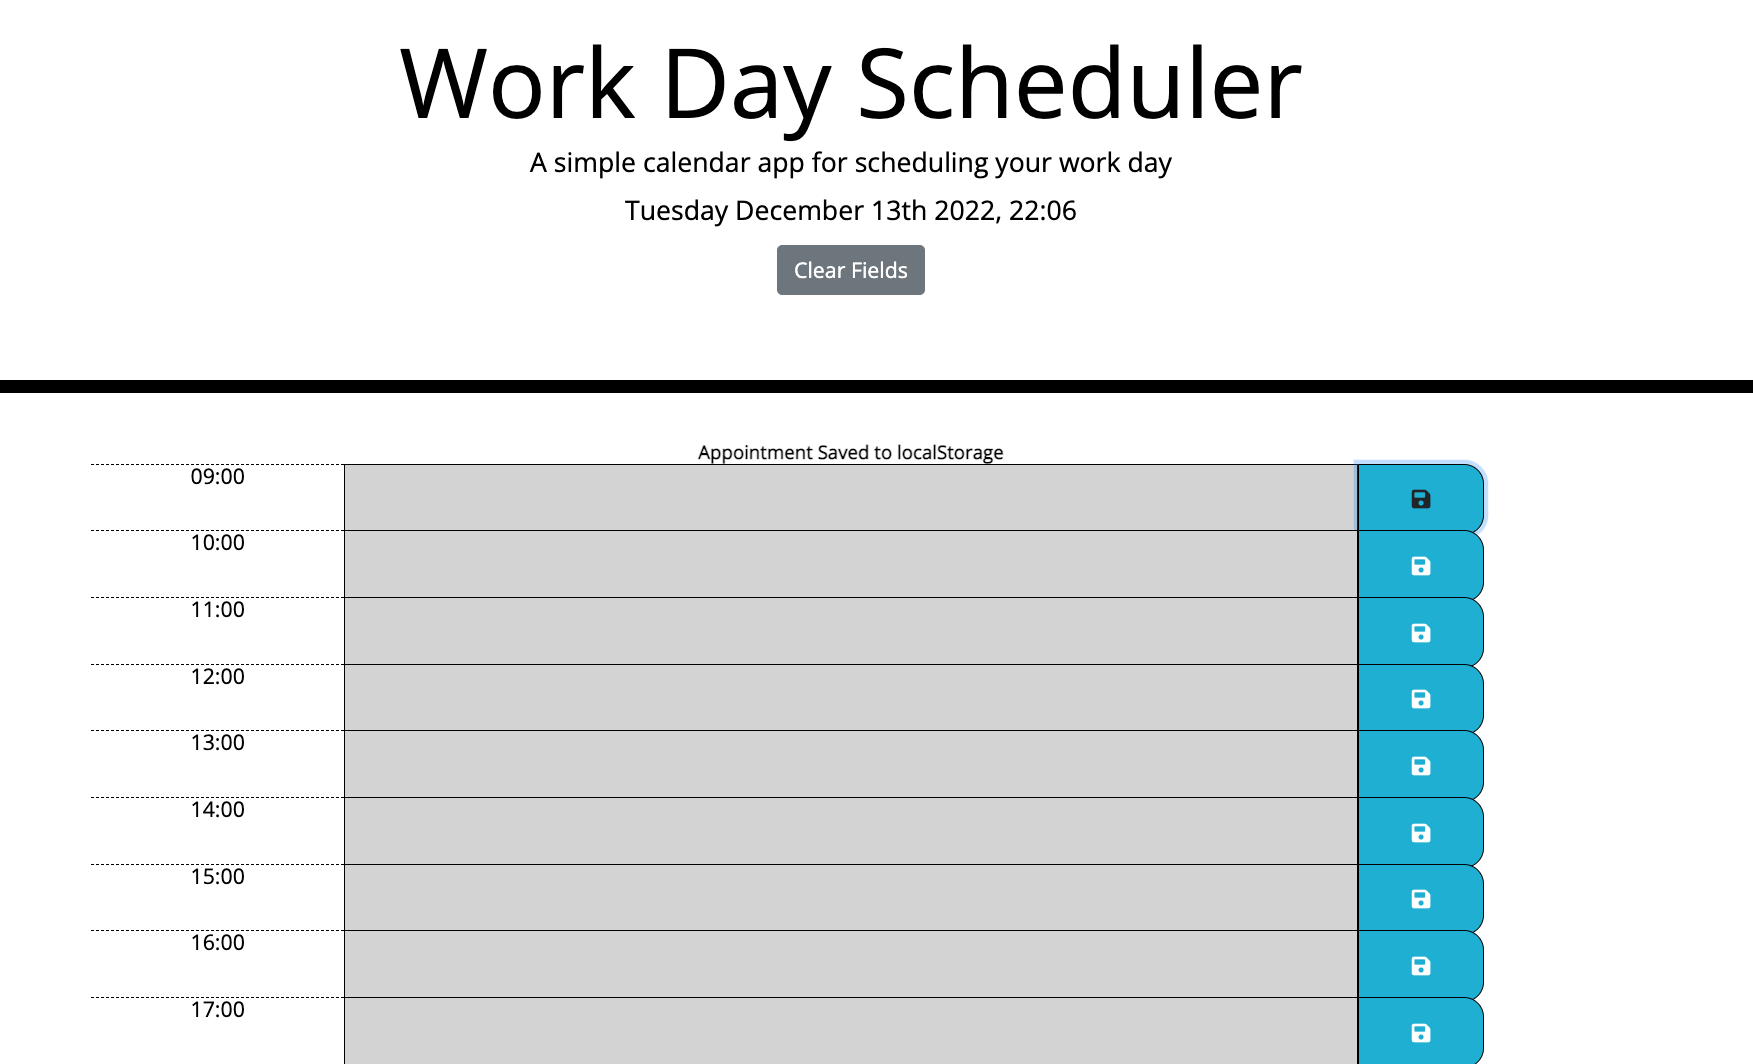 Work Day Scheduler
A simple calendar app for scheduling your work day
Tuesday December 13th 2022, 22:06
Clear Fields
Appointment Saved to localStorage
09:00
10:00
11:00
12:00
13:00
14:00
15:00
16:00
17:00